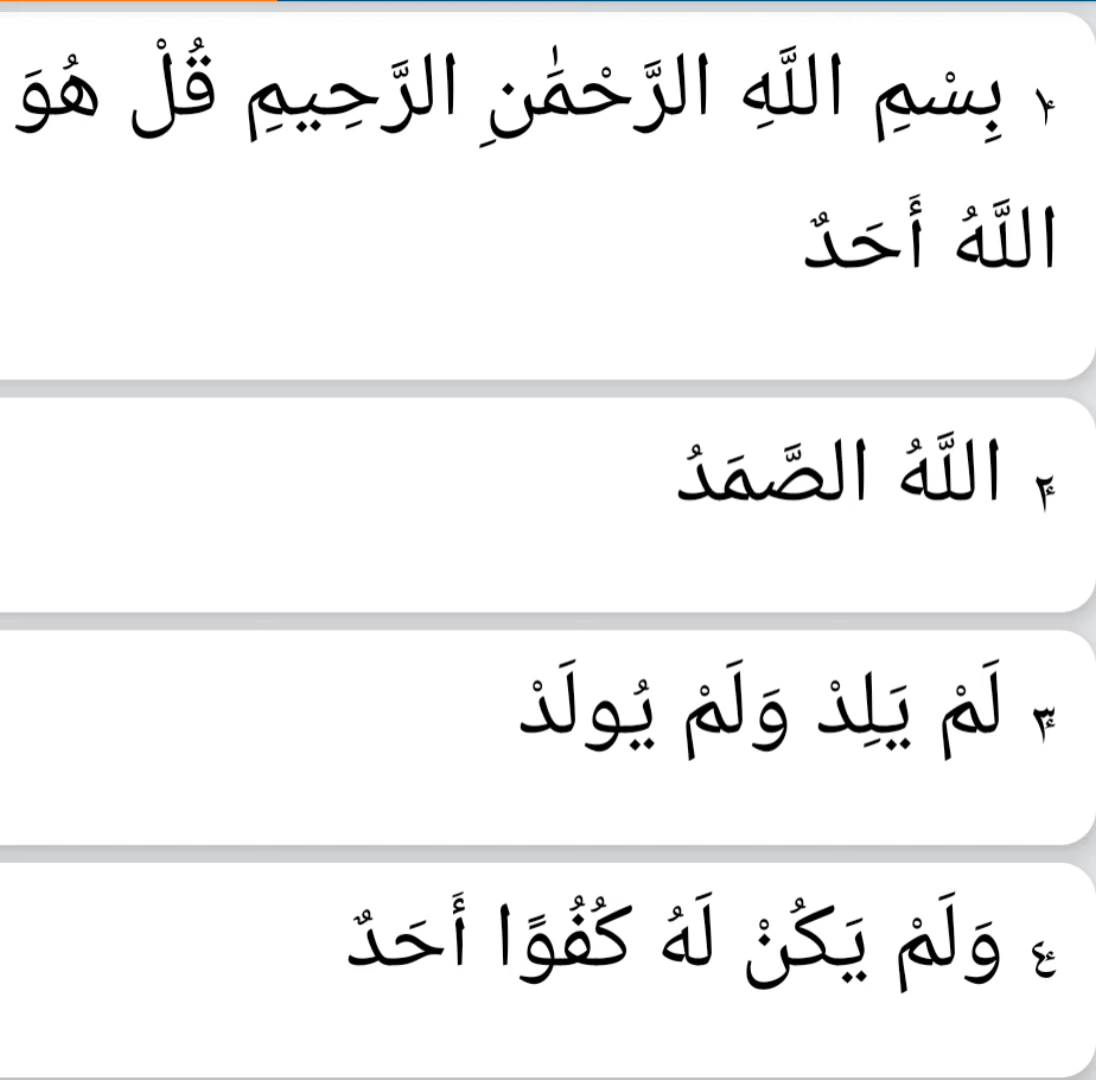 ١ بِسْمِ اللَّهِ الرَّحْمَٰنِ الرَّحِيمِ قُلْ هُوَ
اللَّهُ أَحَدٌ
٢ اللَّهُ الصَّمَدُ
٣ لَمْ يَلِدْ وَلَمْ يُولَدْ
٤ وَلَمْ يَكُنْ لَهُ كُفُوًا أَحَدٌ